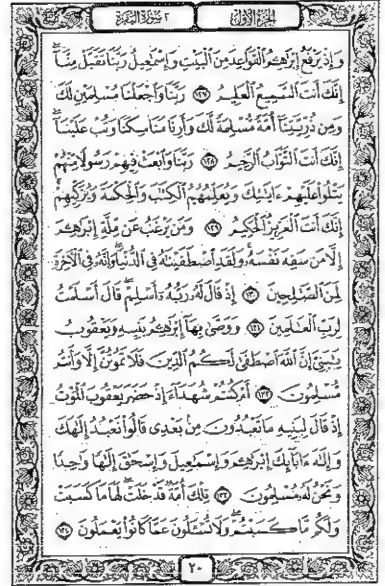 الجزء الأول
٢ سورة البقرة
وَإِذۡ يَرۡفَعُ إِبۡرَٰهِـۧمُ ٱلۡقَوَاعِدَ مِنَ ٱلۡبَيۡتِ وَإِسۡمَٰعِيلُ رَبَّنَا تَقَبَّلۡ مِنَّآۖ
إِنَّكَ أَنتَ ٱلسَّمِيعُ ٱلۡعَلِيمُ ١٢٧ رَبَّنَا وَٱجۡعَلۡنَا مُسۡلِمَيۡنِ لَكَ
وَمِن ذُرِّيَّتِنَآ أُمَّةٗ مُّسۡلِمَةٗ لَّكَ وَأَرِنَا مَنَاسِكَنَا وَتُبۡ عَلَيۡنَآۖ
إِنَّكَ أَنتَ ٱلتَّوَّابُ ٱلرَّحِيمُ ١٢٨ رَبَّنَا وَٱبۡعَثۡ فِيهِمۡ رَسُولٗا مِّنۡهُمۡ
يَتۡلُواْ عَلَيۡهِمۡ ءَايَٰتِكَ وَيُعَلِّمُهُمُ ٱلۡكِتَٰبَ وَٱلۡحِكۡمَةَ وَيُزَكِّيهِمۡۖ
إِنَّكَ أَنتَ ٱلۡعَزِيزُ ٱلۡحَكِيمُ ١٢٩ وَمَن يَرۡغَبُ عَن مِّلَّةِ إِبۡرَٰهِـۧمَ
إِلَّا مَن سَفِهَ نَفۡسَهُۥۚ وَلَقَدِ ٱصۡطَفَيۡنَٰهُ فِي ٱلدُّنۡيَاۖ وَإِنَّهُۥ فِي ٱلۡأٓخِرَةِ
لَمِنَ ٱلصَّٰلِحِينَ ١٣٠ إِذۡ قَالَ لَهُۥ رَبُّهُۥٓ أَسۡلِمۡۖ قَالَ أَسۡلَمۡتُ
لِرَبِّ ٱلۡعَٰلَمِينَ ١٣١ وَوَصَّىٰ بِهَآ إِبۡرَٰهِـۧمُ بَنِيهِ وَيَعۡقُوبُ
يَٰبَنِيَّ إِنَّ ٱللَّهَ ٱصۡطَفَىٰ لَكُمُ ٱلدِّينَ فَلَا تَمُوتُنَّ إِلَّا وَأَنتُم
مُّسۡلِمُونَ ١٣٢ أَمۡ كُنتُمۡ شُهَدَآءَ إِذۡ حَضَرَ يَعۡقُوبَ ٱلۡمَوۡتُ
إِذۡ قَالَ لِبَنِيهِ مَا تَعۡبُدُونَ مِنۢ بَعۡدِيۖ قَالُواْ نَعۡبُدُ إِلَٰهَكَ
وَإِلَٰهَ ءَابَآئِكَ إِبۡرَٰهِـۧمَ وَإِسۡمَٰعِيلَ وَإِسۡحَٰقَ إِلَٰهٗا وَٰحِدٗا
وَنَحۡنُ لَهُۥ مُسۡلِمُونَ ١٣٣ تِلۡكَ أُمَّةٞ قَدۡ خَلَتۡۖ لَهَا مَا كَسَبَتۡ
وَلَكُم مَّا كَسَبۡتُمۡۖ وَلَا تُسۡـَٔلُونَ عَمَّا كَانُواْ يَعۡمَلُونَ ١٣٤
٢٠